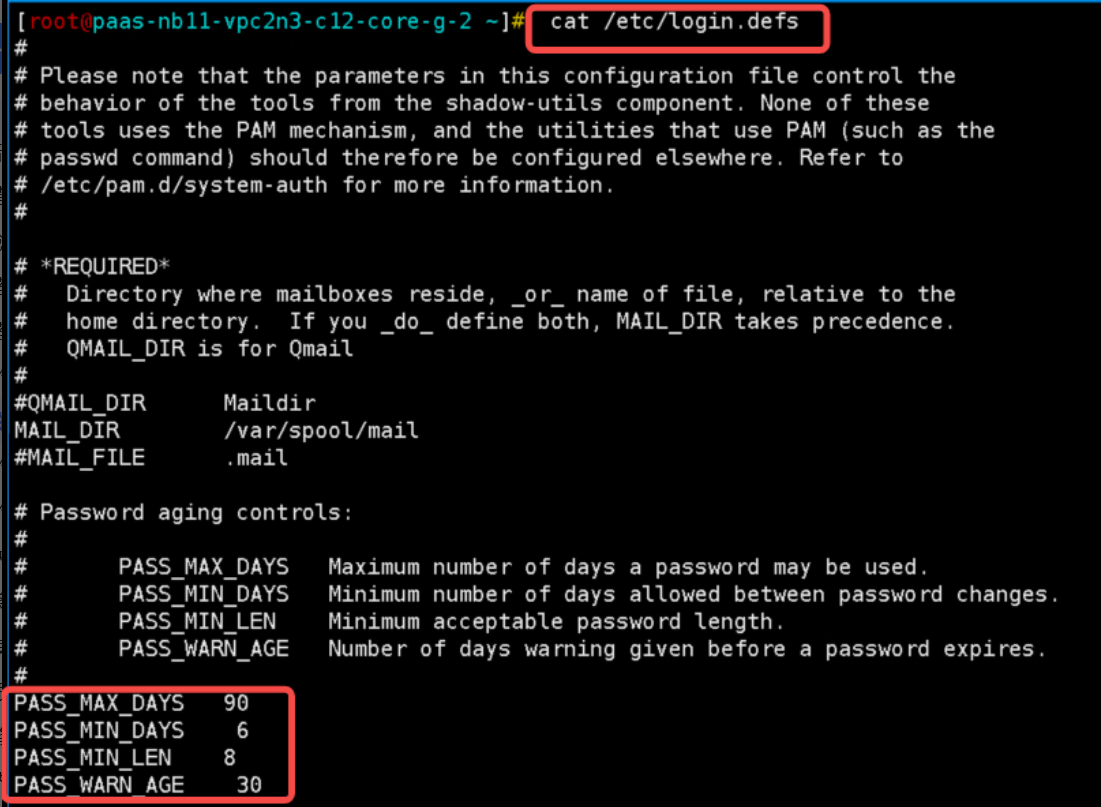 [root@paas-nb11-vpc2n3-c12-core-g-2 ~]# cat /etc/login.defs
#
# Please note that the parameters in this configuration file control the
# behavior of the tools from the shadow-utils component. None of these
# tools uses the PAM mechanism, and the utilities that use PAM (such as the
# passwd command) should therefore be configured elsewhere. Refer to
# /etc/pam.d/system-auth for more information.
#
# *REQUIRED*
#   Directory where mailboxes reside, _or_ name of file, relative to the
#   home directory.  If you _do_ define both, MAIL_DIR takes precedence.
#   QMAIL_DIR is for Qmail
#
#QMAIL_DIR      Maildir
MAIL_DIR        /var/spool/mail
#MAIL_FILE      .mail
# Password aging controls:
#
#       PASS_MAX_DAYS   Maximum number of days a password may be used.
#       PASS_MIN_DAYS   Minimum number of days allowed between password changes.
#       PASS_MIN_LEN    Minimum acceptable password length.
#       PASS_WARN_AGE   Number of days warning given before a password expires.
#
PASS_MAX_DAYS   90
PASS_MIN_DAYS    6
PASS_MIN_LEN    8
PASS_WARN_AGE    30